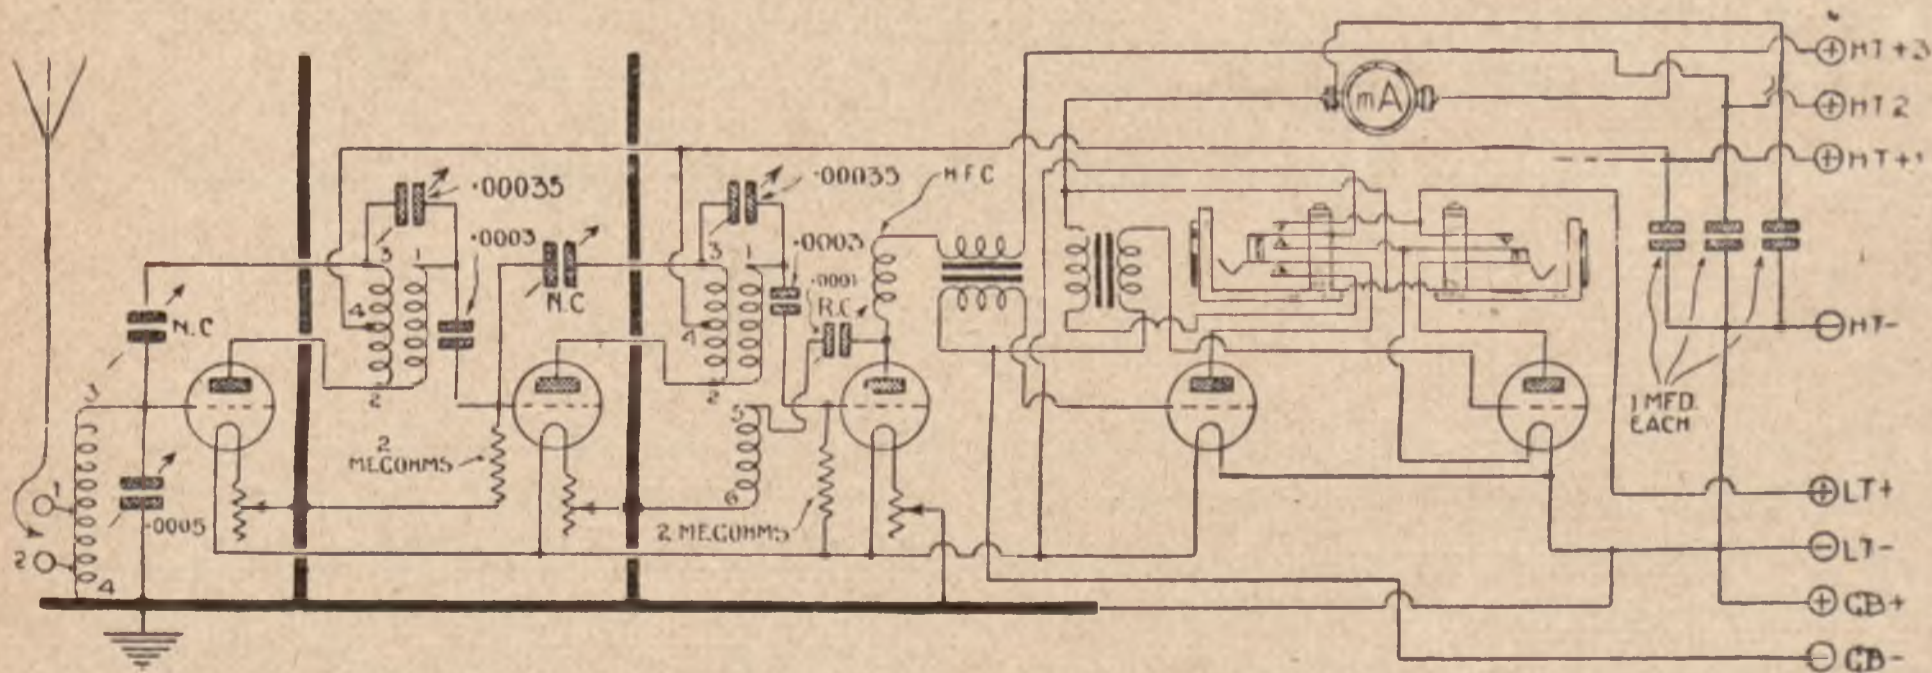 mA
HT+3
HT 2
HT+1
.00035
.00035
H.F.C
.0003
.0003
.0001
R.C
N.C
N.C
3
1
4
2
3
1
4
2
HT-
1 MFD.
EACH
3
5
6
2
MEGOHMS
2 MEGOHMS
.0005
1
2
4
LT+
LT-
GB+
GB-